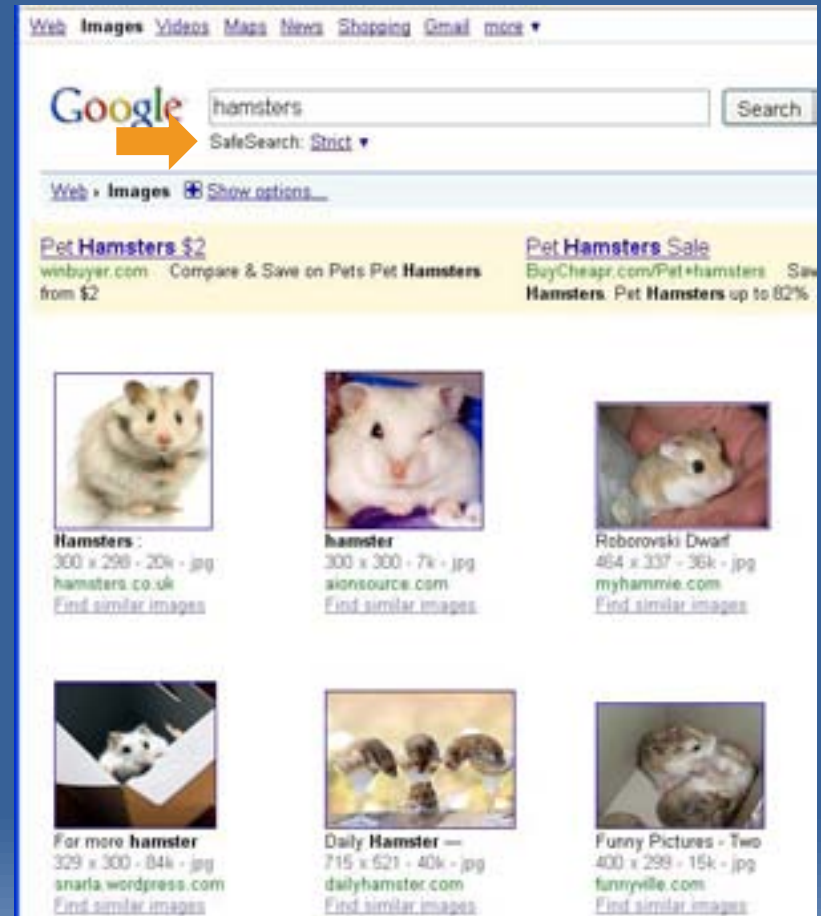 Web Images Videos Maps News Shopping Gmail more ▼
Google hamsters Search
SafeSearch: Strict ▼
Web › Images Show options...
Pet Hamsters $2
winbuyer.com Compare & Save on Pets Pet Hamsters
from $2
Pet Hamsters Sale
BuyCheapr.com/Pet+hamsters Sav
Hamsters. Pet Hamsters up to 82%
Hamsters :
300 x 298 - 20k - jpg
hamsters.co.uk
Find similar images
hamster
300 x 300 - 7k - jpg
aionsource.com
Find similar images
Roborovski Dwarf
464 x 337 - 36k - jpg
myhammie.com
Find similar images
For more hamster
329 x 300 - 84k - jpg
snarla.wordpress.com
Find similar images
Daily Hamster —
715 x 521 - 40k - jpg
dailyhamster.com
Find similar images
Funny Pictures - Two
400 x 299 - 15k - jpg
funnyville.com
Find similar images